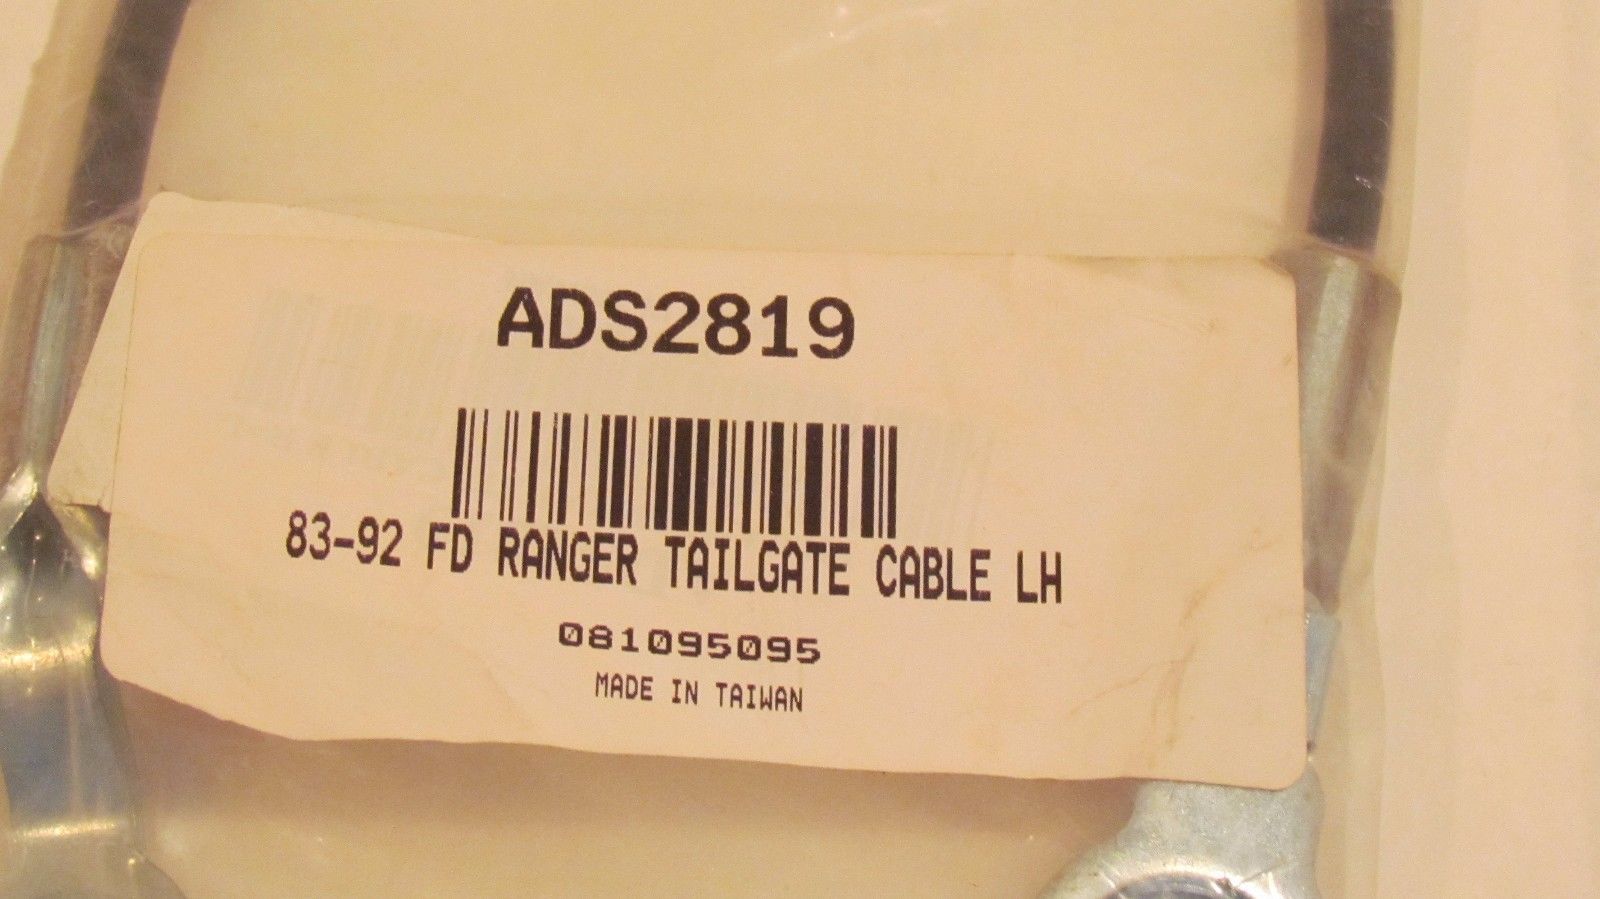 ADS2819
83-92 FD RANGER TAILGATE CABLE LH
081095095
MADE IN TAIWAN